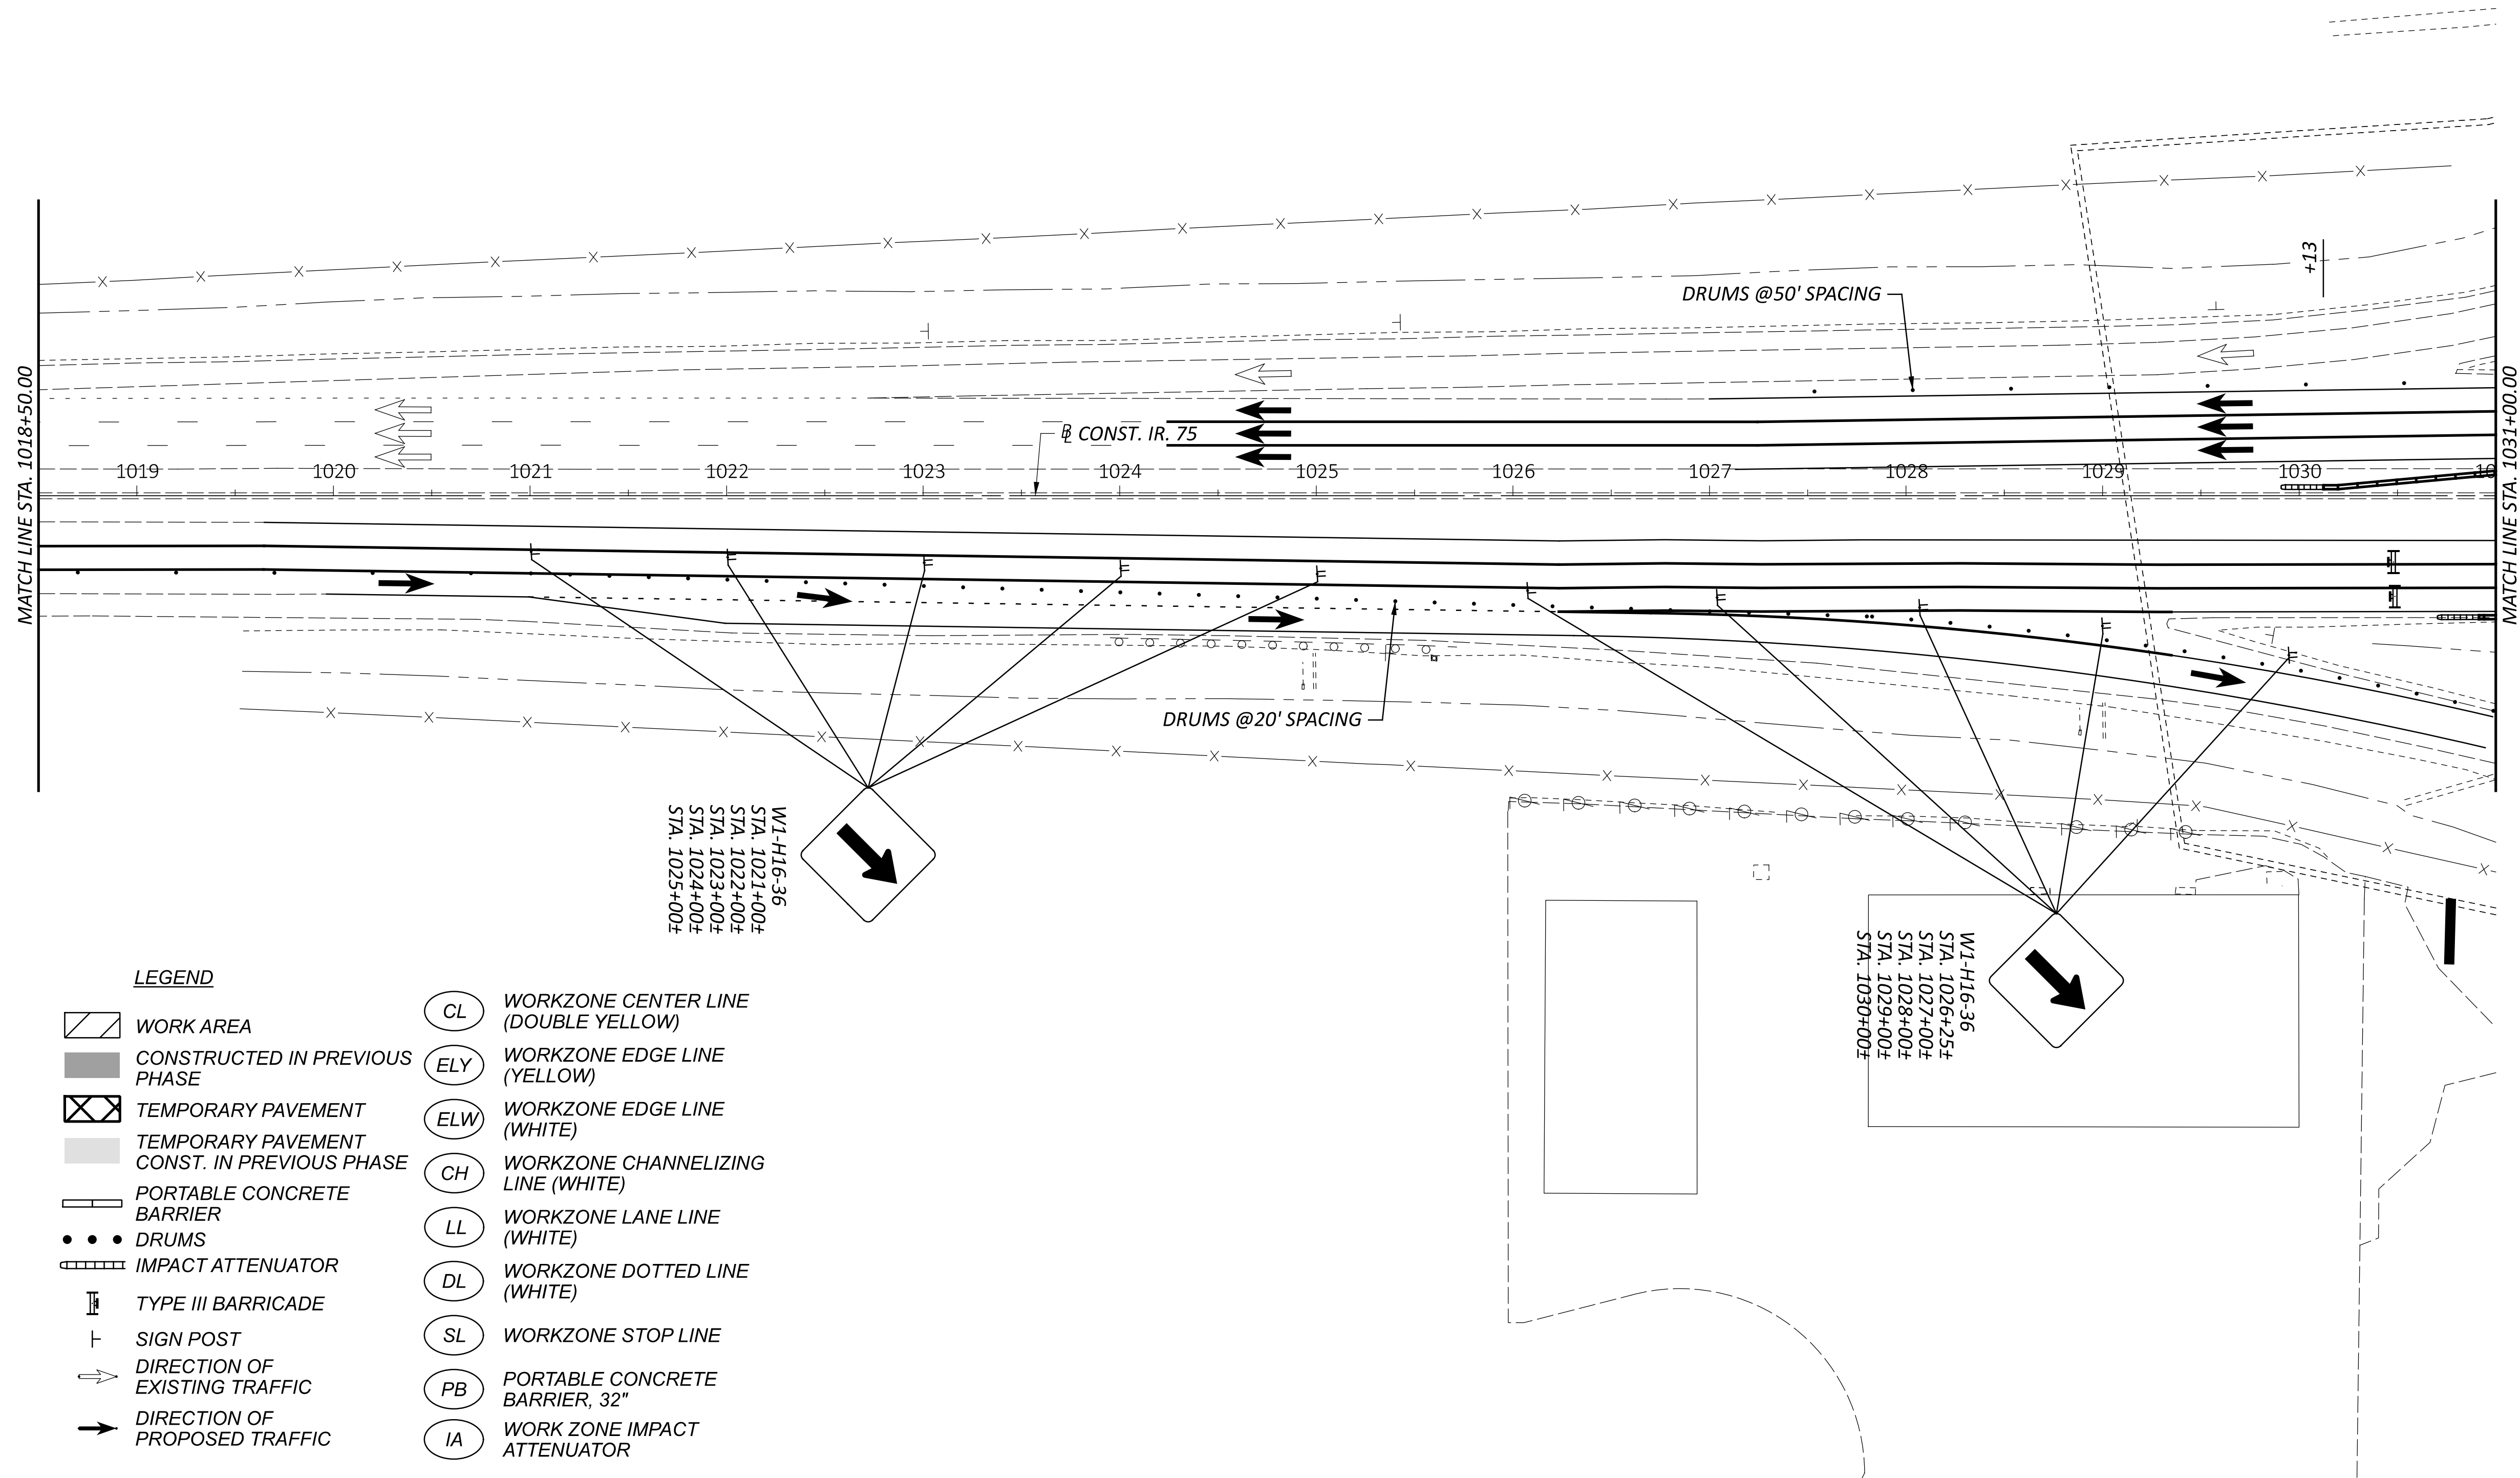 +13
DRUMS @50' SPACING
MATCH LINE STA. 1018+50.00
MATCH LINE STA. 1031+00.00
BL CONST. IR. 75
1019
1020
1021
1022
1023
1024
1025
1026
1027
1028
1029
1030
10
DRUMS @20' SPACING
W1-H16-36
STA. 1021+00±
STA. 1022+00±
STA. 1023+00±
STA. 1024+00±
STA. 1025+00±
W1-H16-36
STA. 1026+25±
STA. 1027+00±
STA. 1028+00±
STA. 1029+00±
STA. 1030+00±
LEGEND
WORK AREA
CONSTRUCTED IN PREVIOUS
PHASE
TEMPORARY PAVEMENT
TEMPORARY PAVEMENT
CONST. IN PREVIOUS PHASE
PORTABLE CONCRETE
BARRIER
DRUMS
IMPACT ATTENUATOR
TYPE III BARRICADE
SIGN POST
DIRECTION OF
EXISTING TRAFFIC
DIRECTION OF
PROPOSED TRAFFIC
CL WORKZONE CENTER LINE
(DOUBLE YELLOW)
ELY WORKZONE EDGE LINE
(YELLOW)
ELW WORKZONE EDGE LINE
(WHITE)
CH WORKZONE CHANNELIZING
LINE (WHITE)
LL WORKZONE LANE LINE
(WHITE)
DL WORKZONE DOTTED LINE
(WHITE)
SL WORKZONE STOP LINE
PB PORTABLE CONCRETE
BARRIER, 32"
IA WORK ZONE IMPACT
ATTENUATOR